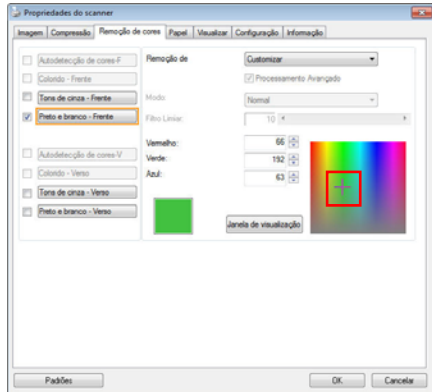 Propriedades do scanner
Imagem Compressão Remoção de cores Papel Visualizar Configuração Informação
Autodetecção de cores-F
Colorido - Frente
Tons de cinza - Frente
Preto e branco - Frente
Autodetecção de cores-V
Colorido - Verso
Tons de cinza - Verso
Preto e branco - Verso
Remoção de Customizar
Processamento Avançado
Modo: Normal
Filtro Limiar: 10
Vermelho: 66
Verde: 192
Azul: 63
Janela de visualização
Padrões OK Cancelar